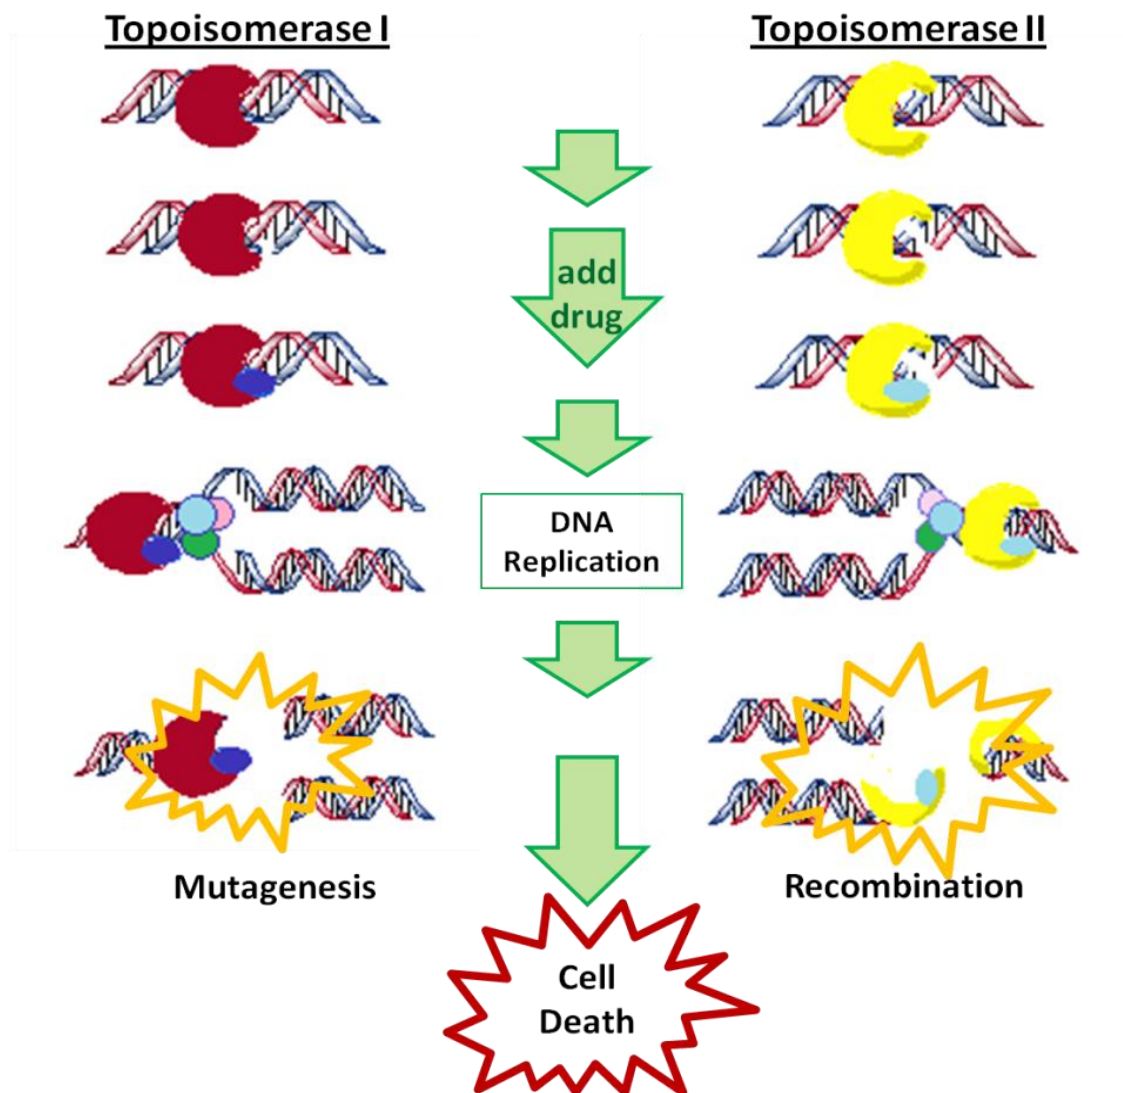 Topoisomerase I
Topoisomerase II
add
drug
DNA
Replication
Mutagenesis
Recombination
Cell
Death